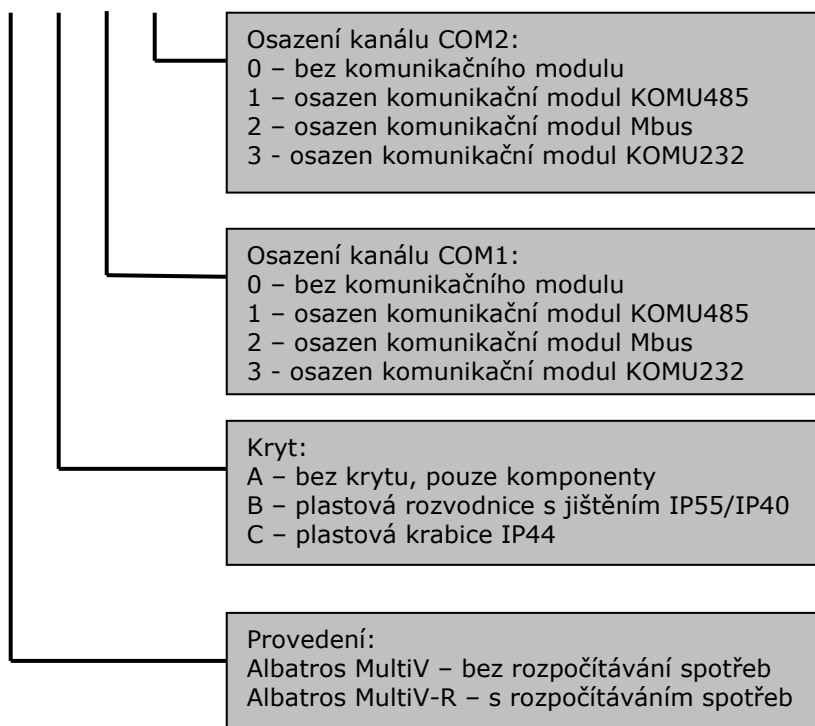 Osazení kanálu COM2:
0 – bez komunikačního modulu
1 – osazen komunikační modul KOMU485
2 – osazen komunikační modul Mbus
3 - osazen komunikační modul KOMU232
Osazení kanálu COM1:
0 – bez komunikačního modulu
1 – osazen komunikační modul KOMU485
2 – osazen komunikační modul Mbus
3 - osazen komunikační modul KOMU232
Kryt:
A – bez krytu, pouze komponenty
B – plastová rozvodnice s jištěním IP55/IP40
C – plastová krabice IP44
Provedení:
Albatros MultiV – bez rozpočítávání spotřeb
Albatros MultiV-R – s rozpočítáváním spotřeb